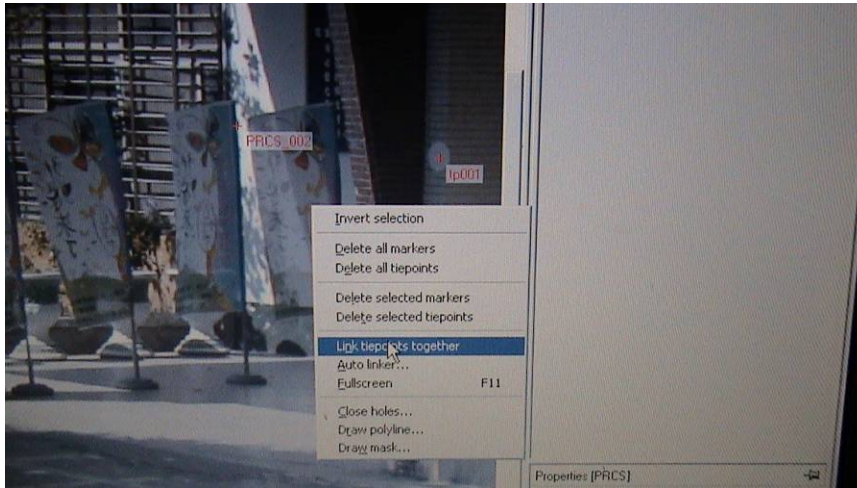 PRCS_002
tp001
Invert selection
Delete all markers
Delete all tiepoints
Delete selected markers
Delete selected tiepoints
Link tiepoints together
Auto linker...
Fullscreen F11
Close holes...
Draw polyline...
Draw mask...
Properties [PRCS]